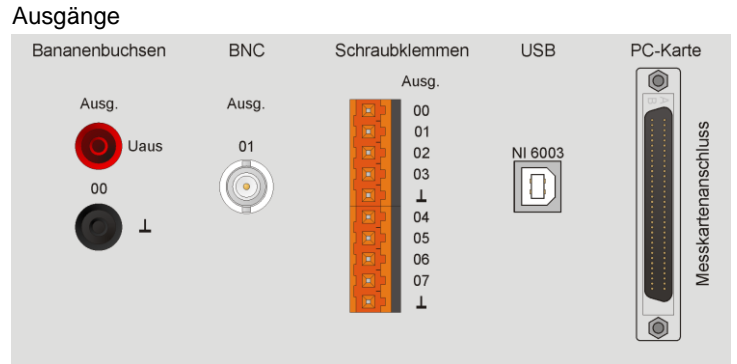 Ausgänge
Bananenbuchsen BNC Schraubklemmen USB PC-Karte
Ausg.
Uaus
00
⊥
Ausg.
01
Ausg.
00
01
02
03
⊥
04
05
06
07
⊥
NI 6003
Messkartenanschluss